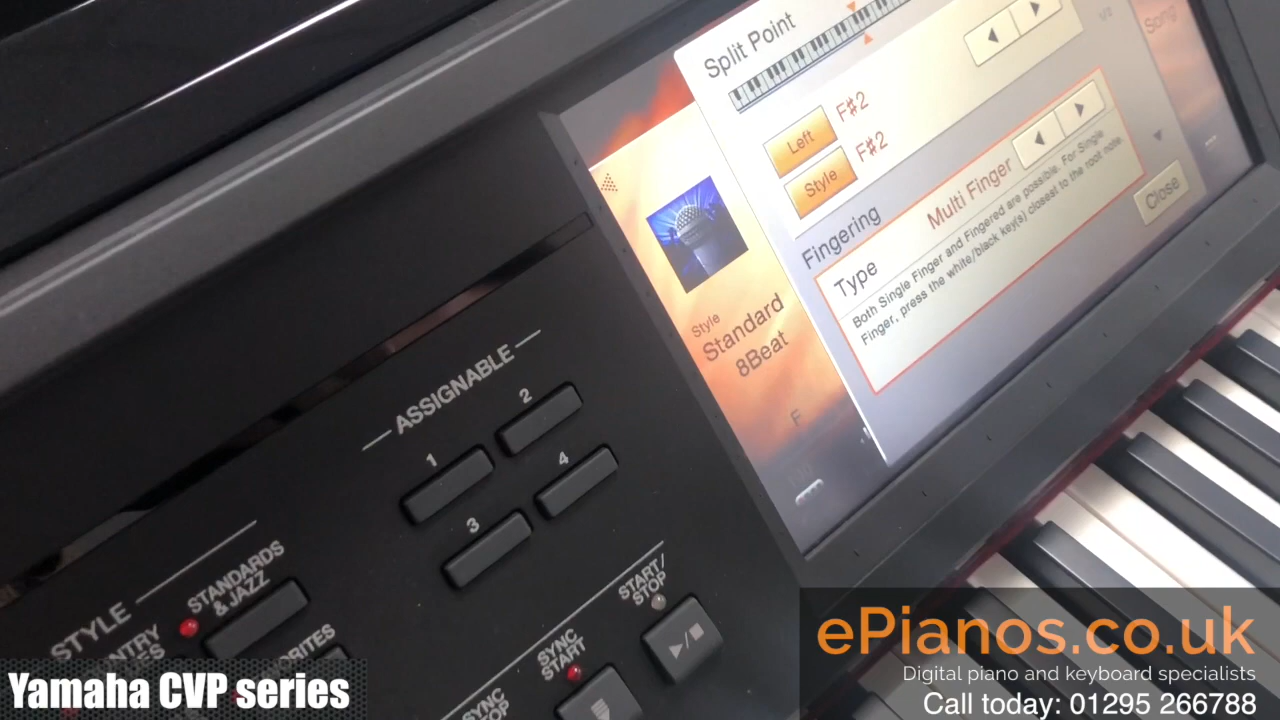 Split Point
Left
F♯2
Style
F♯2
Fingering
Type
Multi Finger
Both Single Finger and Fingered are possible. For Single
Finger, press the white/black key(s) closest to the root note
Close
Song
Style
Standard
8Beat
F
ASSIGNABLE
1
2
3
4
STYLE
STANDARDS
& JAZZ
START/
STOP
SYNC
START
SYNC
Yamaha CVP series
ePianos.co.uk
Digital piano and keyboard specialists
Call today: 01295 266788